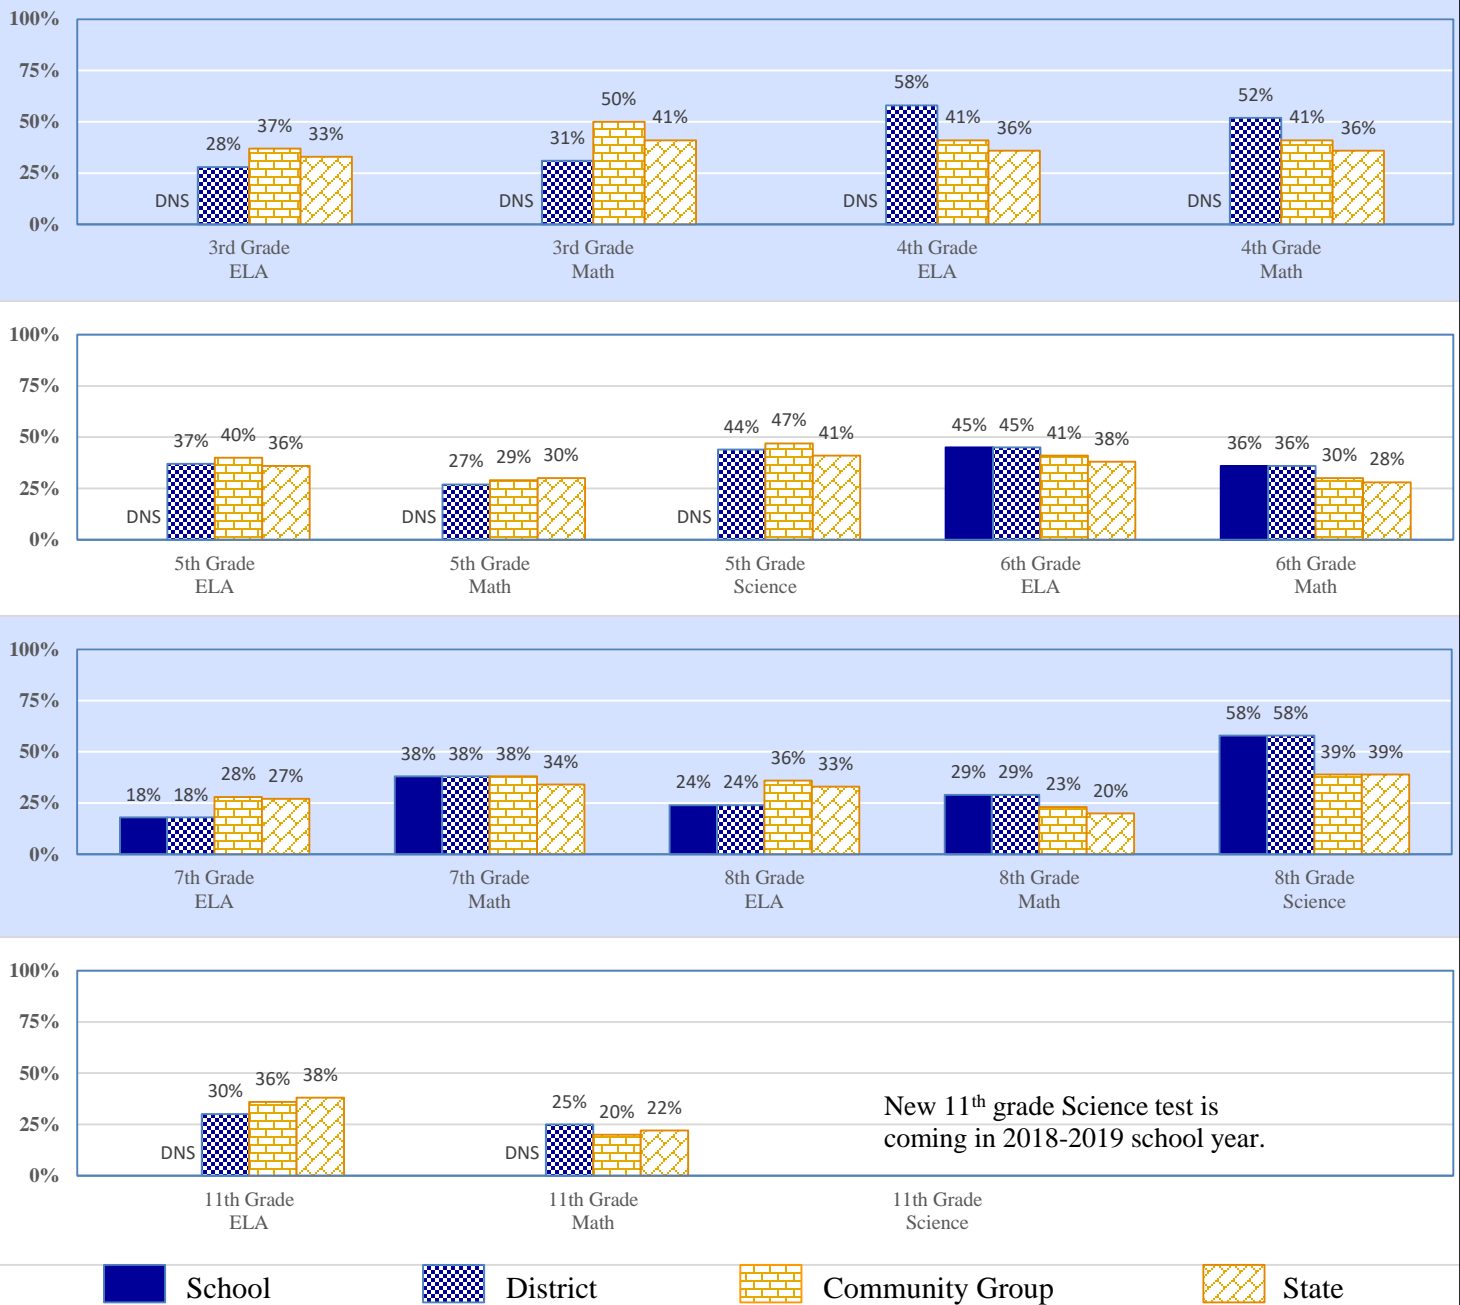 100%
75%
50%
25%
0%
DNS 28% 37% 33%
DNS 31% 50% 41%
DNS 58% 41% 36%
DNS 52% 41% 36%
3rd Grade
ELA
3rd Grade
Math
4th Grade
ELA
4th Grade
Math
100%
75%
50%
25%
0%
DNS 37% 40% 36%
DNS 27% 29% 30%
DNS 44% 47% 41%
45% 45% 41% 38%
36% 36% 30% 28%
5th Grade
ELA
5th Grade
Math
5th Grade
Science
6th Grade
ELA
6th Grade
Math
100%
75%
50%
25%
0%
18% 18% 28% 27%
38% 38% 38% 34%
24% 24% 36% 33%
29% 29% 23% 20%
58% 58% 39% 39%
7th Grade
ELA
7th Grade
Math
8th Grade
ELA
8th Grade
Math
8th Grade
Science
100%
75%
50%
25%
0%
DNS 30% 36% 38%
DNS 25% 20% 22%
New 11th grade Science test is
coming in 2018-2019 school year.
11th Grade
ELA
11th Grade
Math
11th Grade
Science
School District Community Group State